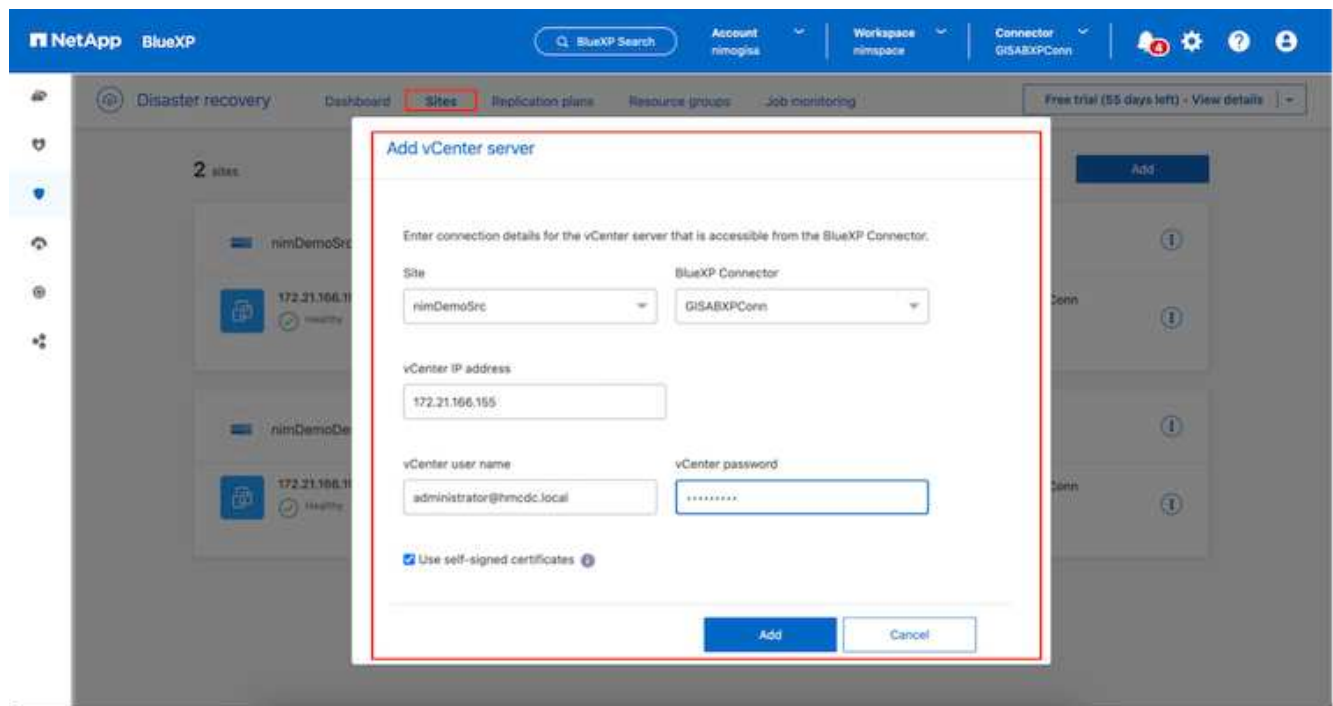 NetApp BlueXP BlueXP Search Account nimogisa Workspace nimspace Connector GISABXPConn 4
Disaster recovery Dashboard Sites Replication plans Resource groups Job monitoring Free trial (55 days left) - View details
Add vCenter server
2 sites
Add
Enter connection details for the vCenter server that is accessible from the BlueXP Connector.
nimDemoSrc
Site BlueXP Connector
172.21.166.1
Healthy
nimDemoSrc GISABXPConn
Conn
vCenter IP address
172.21.166.155
nimDemoDe
vCenter user name vCenter password
172.21.166.1
Healthy
administrator@hmcdc.local
Conn
Use self-signed certificates
Add Cancel